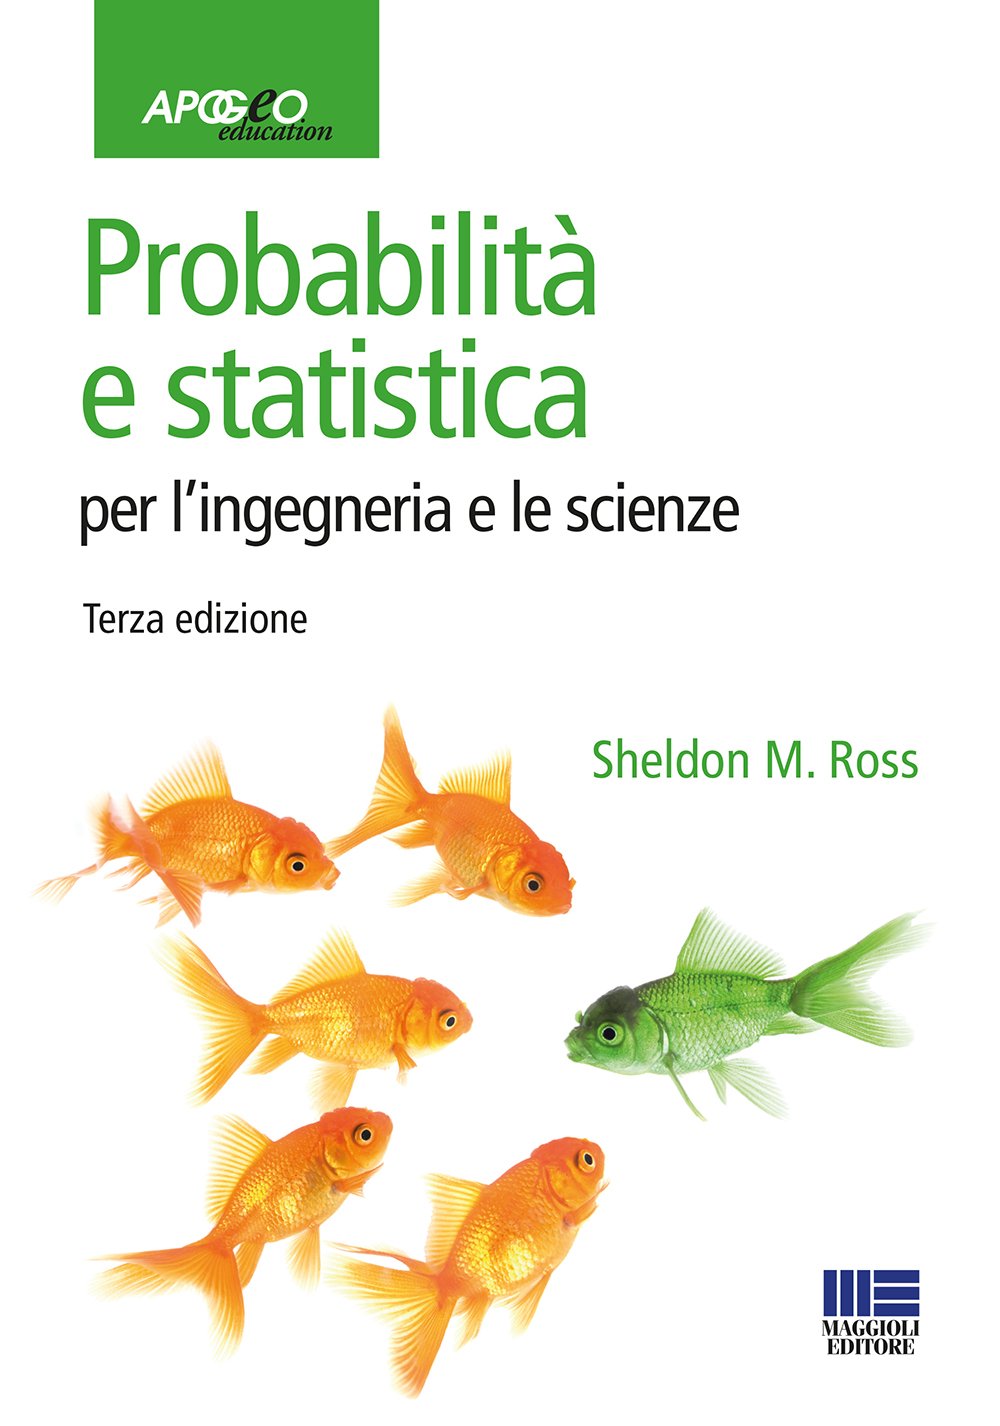 APOGeO
education
Probabilità
e statistica
per l’ingegneria e le scienze
Terza edizione
Sheldon M. Ross
MAGGIOLI
EDITORE